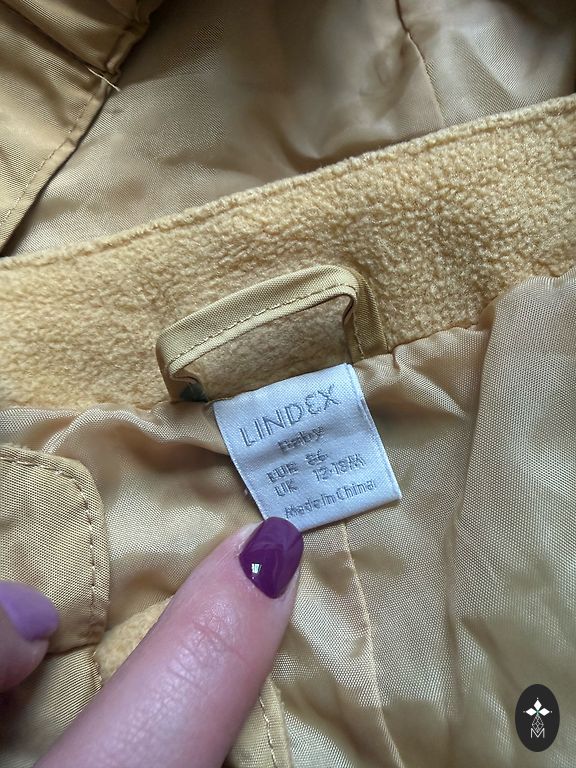 LINDEX
Baby
EUR 86
UK 12-18M
Made in China
M